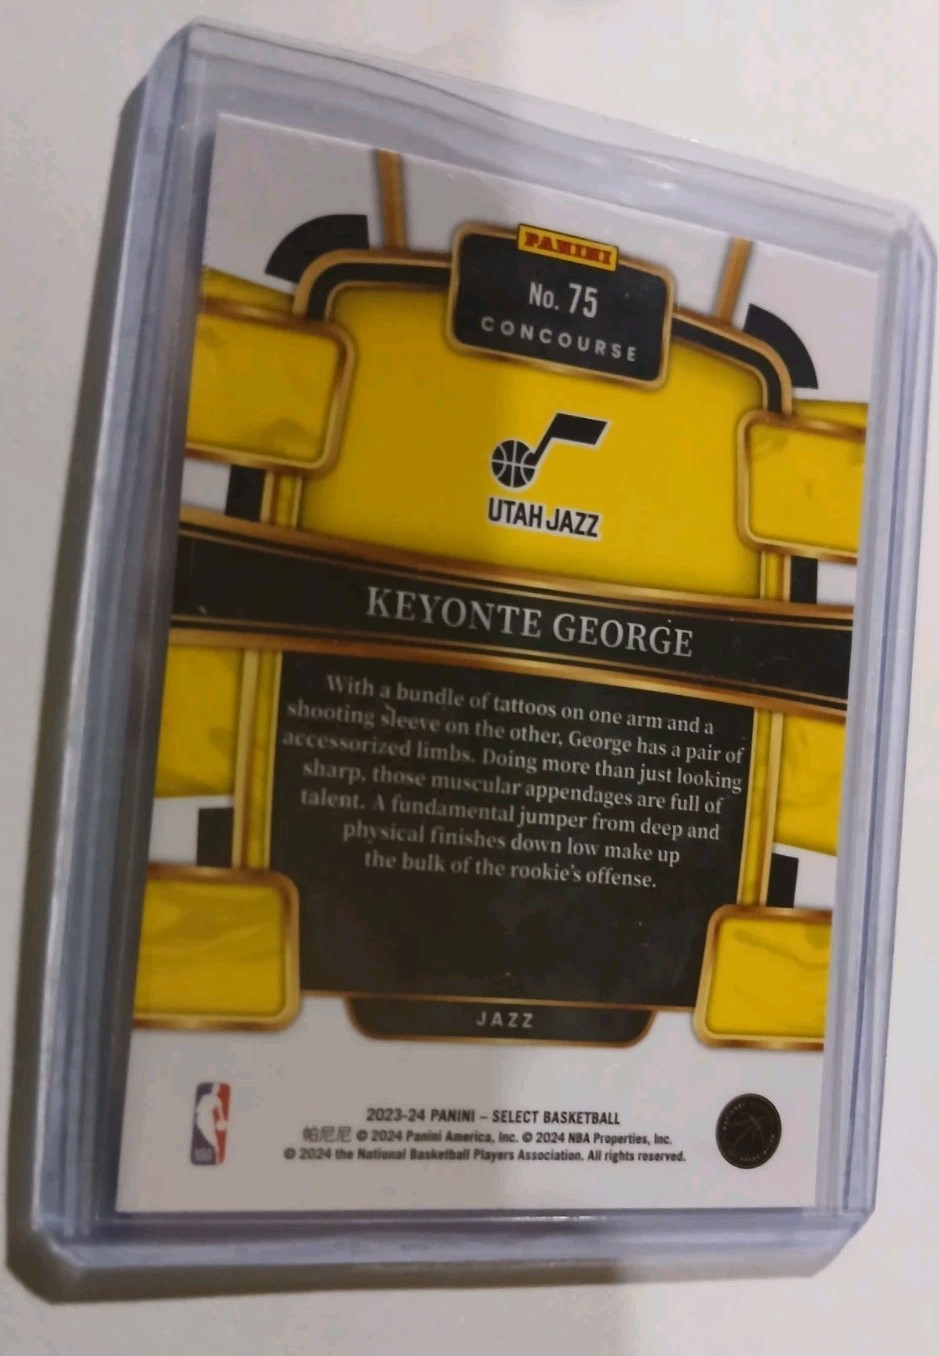 PANINI
No. 75
CONCOURSE
UTAH JAZZ
KEYONTE GEORGE
With a bundle of tattoos on one arm and a
shooting sleeve on the other, George has a pair of
accessorized limbs. Doing more than just looking
sharp, those muscular appendages are full of
talent. A fundamental jumper from deep and
physical finishes down low make up
the bulk of the rookie's offense.
JAZZ
2023-24 PANINI – SELECT BASKETBALL
帕尼尼 © 2024 Panini America, Inc. © 2024 NBA Properties, Inc.
© 2024 the National Basketball Players Association. All rights reserved.